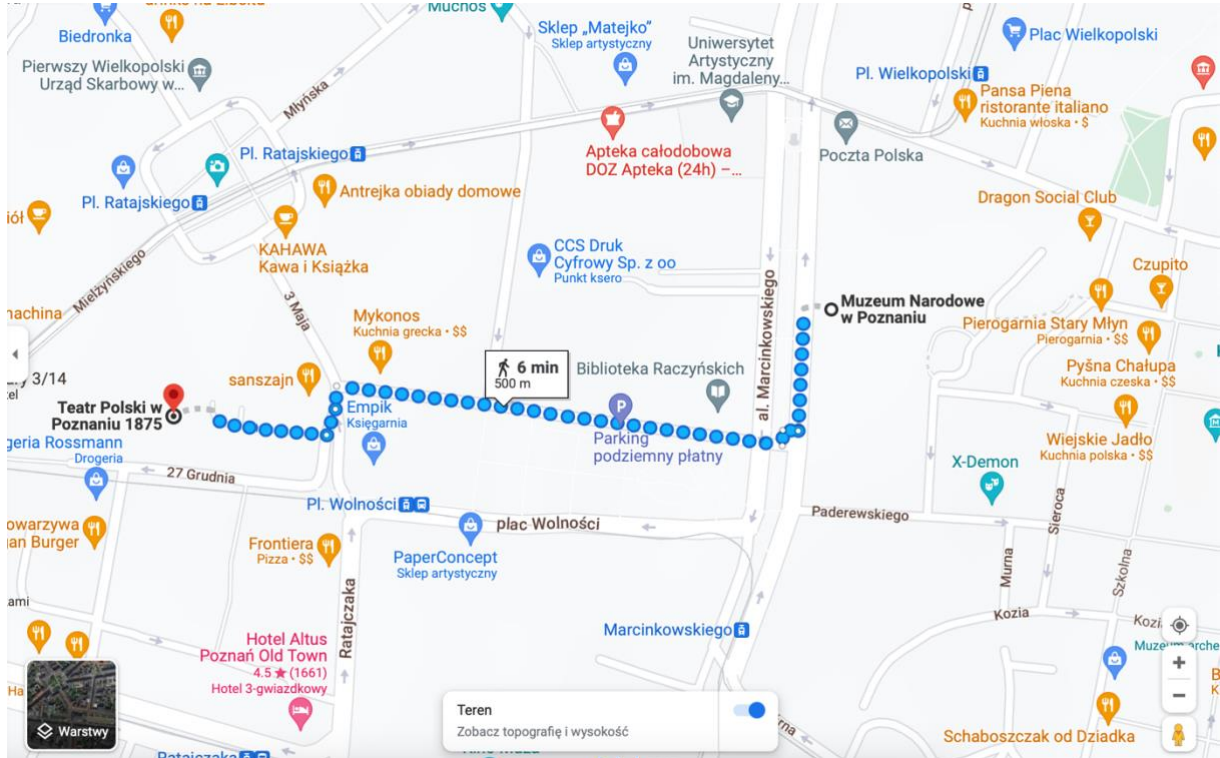 Muchos
Biedronka
Sklep „Matejko”
Sklep artystyczny
Plac Wielkopolski
Uniwersytet
Artystyczny
im. Magdaleny...
Pierwszy Wielkopolski
Urząd Skarbowy w...
Pl. Wielkopolski
Pansa Piena
ristorante italiano
Kuchnia włoska • $
Młyńska
Pl. Ratajskiego
Apteka całodobowa
DOZ Apteka (24h) –...
Poczta Polska
Antrejka obiady domowe
Pl. Ratajskiego
Dragon Social Club
KAHAWA
Kawa i Książka
CCS Druk
Cyfrowy Sp. z oo
Punkt ksero
Czupito
Mielżyńskiego
3 Maja
al. Marcinkowskiego
Muzeum Narodowe
w Poznaniu
Mykonos
Kuchnia grecka • $$
Pierogarnia Stary Młyn
Pierogarnia • $$
6 min
500 m
Biblioteka Raczyńskich
Pyšna Chałupa
Kuchnia czeska • $$
3/14
sanszajn
Teatr Polski w
Poznaniu 1875
Empik
Księgarnia
P
Parking
podziemny płatny
Wiejskie Jadło
Kuchnia polska • $$
Rossmann
Drogeria
27 Grudnia
X-Demon
Pl. Wolności
plac Wolności
Paderewskiego
Sieroca
Burger
Frontiera
Pizza • $$
PaperConcept
Sklep artystyczny
Murna
Szkolna
Ratajczaka
Kozia
Marcinkowskiego
Hotel Altus
Poznań Old Town
4.5 ★ (1661)
Hotel 3-gwiazdkowy
Teren
Zobacz topografię i wysokość
Warstwy
Schaboszczak od Dziadka
Ratajczaka